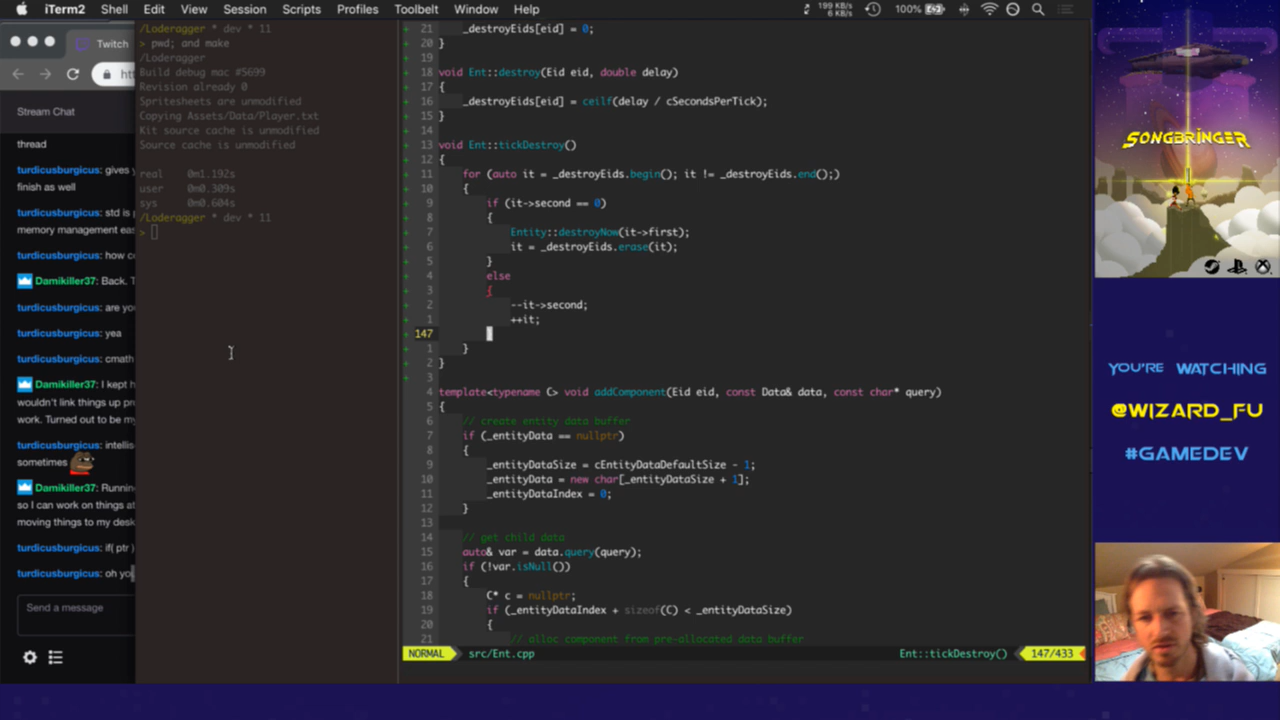 iTerm2 Shell Edit View Session Scripts Profiles Toolbelt Window Help
199 KB/s
6 KB/s
100%
Twitch
Stream Chat
thread
turdicusburgicus: gives y
finish as well
turdicusburgicus: std is p
memory management eas
turdicusburgicus: how co
Damikiller37: Back. T
turdicusburgicus: are you
turdicusburgicus: yea
turdicusburgicus: cmath
Damikiller37: I kept h
wouldn't link things up pro
work. Turned out to be my
turdicusburgicus: intellis
sometimes
Damikiller37: Runnin
so I can work on things at
moving things to my desk
turdicusburgicus: if( ptr )
turdicusburgicus: oh yo
Send a message
/Loderagger * dev * 11
> pwd; and make
/Loderagger
Build debug mac #5699
Revision already 0
Spritesheets are unmodified
Copying Assets/Data/Player.txt
Kit source cache is unmodified
Source cache is unmodified
real 0m1.192s
user 0m0.309s
sys 0m0.604s
/Loderagger * dev * 11
>
+ 21 _destroyEids[eid] = 0;
+ 20 }
+ 19
+ 18 void Ent::destroy(Eid eid, double delay)
+ 17 {
+ 16 _destroyEids[eid] = ceilf(delay / cSecondsPerTick);
+ 15 }
+ 14
+ 13 void Ent::tickDestroy()
+ 12 {
+ 11 for (auto it = _destroyEids.begin(); it != _destroyEids.end();)
+ 10 {
+ 9 if (it->second == 0)
+ 8 {
+ 7 Entity::destroyNow(it->first);
+ 6 it = _destroyEids.erase(it);
+ 5 }
+ 4 else
+ 3 {
+ 2 --it->second;
+ 1 ++it;
+ 147 }
+ 1 }
+ 2 }
+ 3
4 template<typename C> void addComponent(Eid eid, const Data& data, const char* query)
5 {
6 // create entity data buffer
7 if (_entityData == nullptr)
8 {
9 _entityDataSize = cEntityDataDefaultSize - 1;
10 _entityData = new char[_entityDataSize + 1];
11 _entityDataIndex = 0;
12 }
13
14 // get child data
15 auto& var = data.query(query);
16 if (!var.isNull())
17 {
18 C* c = nullptr;
19 if (_entityDataIndex + sizeof(C) < _entityDataSize)
20 {
21 // alloc component from pre-allocated data buffer
NORMAL src/Ent.cpp Ent::tickDestroy() 147/433
SONGBRINGER
YOU'RE WATCHING
@WIZARD_FU
#GAMEDEV